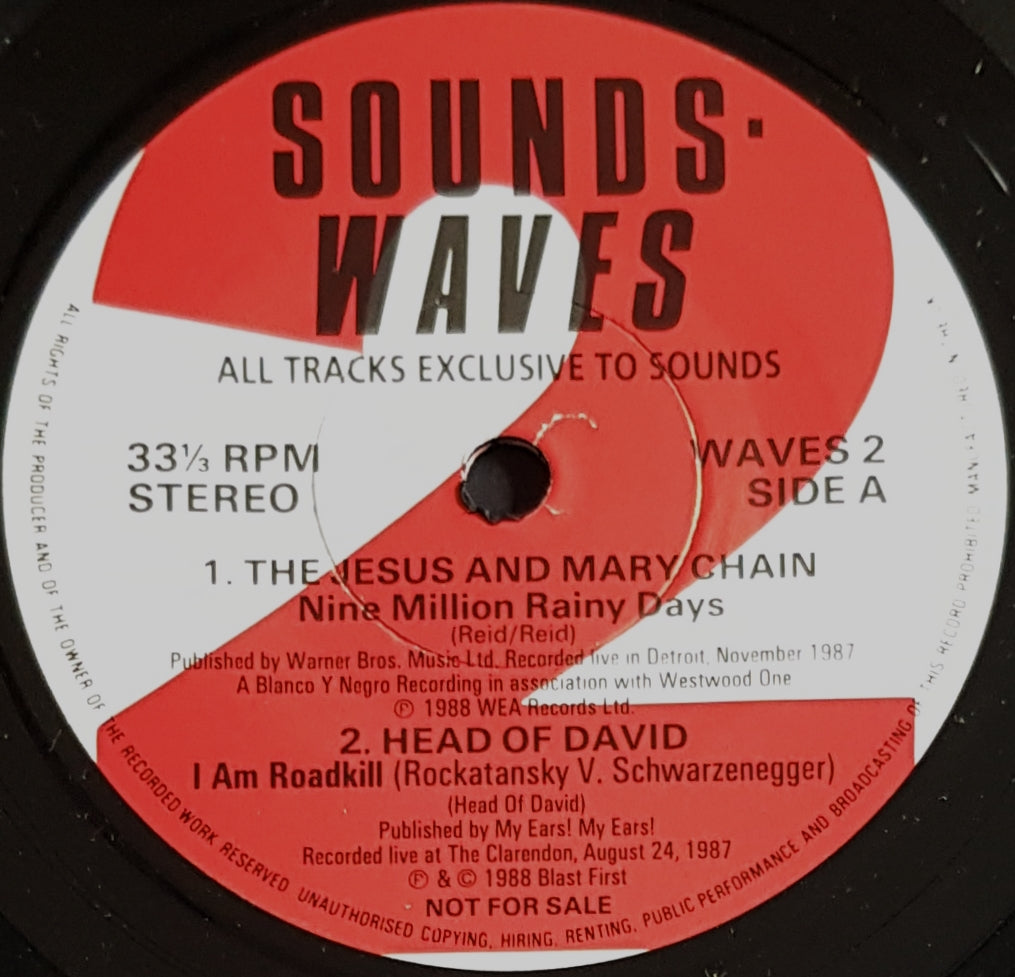 SOUNDS·
WAVES
ALL TRACKS EXCLUSIVE TO SOUNDS
33⅓ RPM
STEREO
WAVES 2
SIDE A
1. THE JESUS AND MARY CHAIN
Nine Million Rainy Days
(Reid/Reid)
Published by Warner Bros. Music Ltd. Recorded live in Detroit, November 1987
A Blanco Y Negro Recording in association with Westwood One
Ⓟ 1988 WEA Records Ltd.
2. HEAD OF DAVID
I Am Roadkill (Rockatansky V. Schwarzenegger)
(Head Of David)
Published by My Ears! My Ears!
Recorded live at The Clarendon, August 24, 1987
Ⓟ & © 1988 Blast First
NOT FOR SALE
ALL RIGHTS OF THE PRODUCER AND OF THE OWNER OF THE RECORDED WORK RESERVED UNAUTHORISED COPYING, HIRING, RENTING, PUBLIC PERFORMANCE AND BROADCASTING OF THIS RECORD PROHIBITED